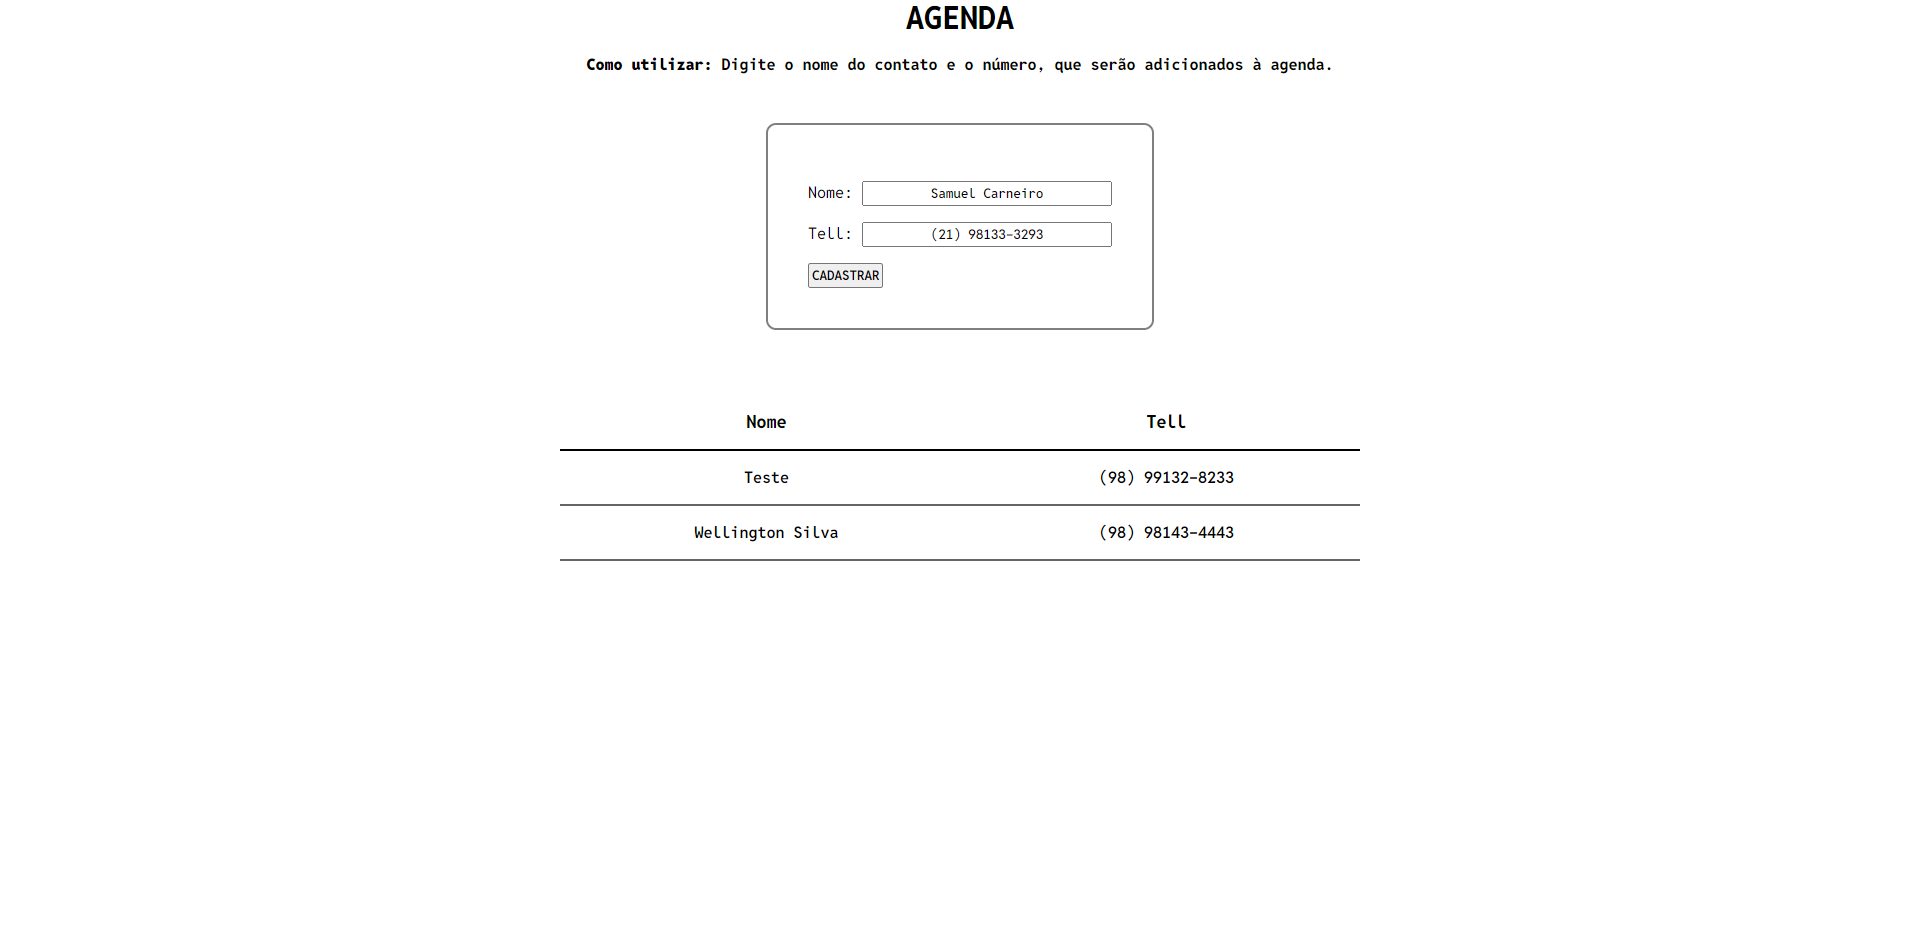 AGENDA
Como utilizar: Digite o nome do contato e o número, que serão adicionados à agenda.
Nome: Samuel Carneiro
Tell: (21) 98133-3293
CADASTRAR
Nome Tell
Teste (98) 99132-8233
Wellington Silva (98) 98143-4443